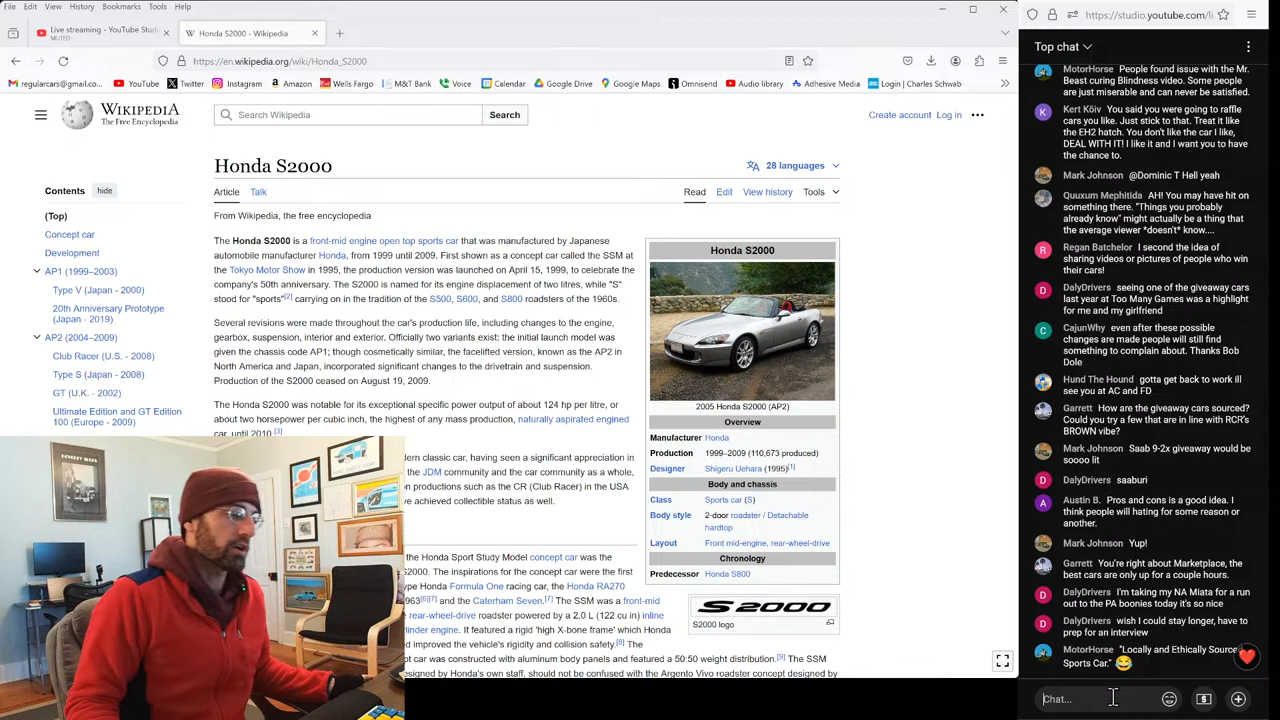 File Edit View History Bookmarks Tools Help
Live streaming - YouTube Studi
MUTED
Honda S2000 - Wikipedia
https://en.wikipedia.org/wiki/Honda_S2000
regularcars@gmail.co... YouTube Twitter Instagram Amazon Wells Fargo M&T Bank Voice Calendar Google Drive Google Maps Omnisend Audio library Adhesive Media Login | Charles Schwab
WIKIPEDIA
The Free Encyclopedia
Search Wikipedia
Search
Create account Log in
Honda S2000
28 languages
Article Talk
Read Edit View history Tools
From Wikipedia, the free encyclopedia
Contents hide
(Top)
Concept car
Development
AP1 (1999–2003)
Type V (Japan - 2000)
20th Anniversary Prototype
(Japan - 2019)
AP2 (2004–2009)
Club Racer (U.S. - 2008)
Type S (Japan - 2008)
GT (U.K. - 2002)
Ultimate Edition and GT Edition
100 (Europe - 2009)
The Honda S2000 is a front-mid engine open top sports car that was manufactured by Japanese
automobile manufacturer Honda, from 1999 until 2009. First shown as a concept car called the SSM at
the Tokyo Motor Show in 1995, the production version was launched on April 15, 1999, to celebrate the
company's 50th anniversary. The S2000 is named for its engine displacement of two litres, while "S"
stood for "sports"[2] carrying on in the tradition of the S500, S600, and S800 roadsters of the 1960s.
Several revisions were made throughout the car's production life, including changes to the engine,
gearbox, suspension, interior and exterior. Officially two variants exist: the initial launch model was
given the chassis code AP1; though cosmetically similar, the facelifted version, known as the AP2 in
North America and Japan, incorporated significant changes to the drivetrain and suspension.
Production of the S2000 ceased on August 19, 2009.
The Honda S2000 was notable for its exceptional specific power output of about 124 hp per litre, or
about two horsepower per cubic inch, the highest of any mass production, naturally aspirated engined
car, until 2010.[3]
n classic car, having seen a significant appreciation in
the JDM community and the car community as a whole,
n productions such as the CR (Club Racer) in the USA
e achieved collectible status as well.
the Honda Sport Study Model concept car was the
S2000. The inspirations for the concept were the first
ype Honda Formula One racing car, the Honda RA270
963[6][7] and the Caterham Seven.[7] The SSM was a front-mid
rear-wheel-drive roadster powered by a 2.0 L (122 cu in) inline
linder engine. It featured a rigid 'high X-bone frame' which Honda
improved the vehicle's rigidity and collision safety.[8] The
ct car was constructed with aluminum body panels and featured a 50:50 weight distribution.[9] The SSM
gned by Honda's own staff, should not be confused with the Argento Vivo roadster concept designed by
Honda S2000
2005 Honda S2000 (AP2)
Overview
Manufacturer Honda
Production 1999–2009 (110,673 produced)
Designer Shigeru Uehara (1995)[1]
Body and chassis
Class Sports car (S)
Body style 2-door roadster / Detachable
hardtop
Layout Front mid-engine, rear-wheel-drive
Chronology
Predecessor Honda S800
S2000
S2000 logo
https://studio.youtube.com/li
Top chat
MotorHorse People found issue with the Mr.
Beast curing Blindness video. Some people
are just miserable and can never be satisfied.
Kert Kõiv You said you were going to raffle
cars you like. Just stick to that. Treat it like
the EH2 hatch. You don't like the car I like,
DEAL WITH IT! I like it and I want you to have
the chance to.
Mark Johnson @Dominic T Hell yeah
Quuxum Mephitida AH! You may have hit on
something there. "Things you probably
already know" might actually be a thing that
the average viewer *doesn't* know....
Regan Batchelor I second the idea of
sharing videos or pictures of people who win
their cars!
DalyDrivers seeing one of the giveaway cars
last year at Too Many Games was a highlight
for me and my girlfriend
CajunWhy even after these possible
changes are made people will still find
something to complain about. Thanks Bob
Dole
Hund The Hound gotta get back to work ill
see you at AC and FD
Garrett How are the giveaway cars sourced?
Could you try a few that are in line with RCR's
BROWN vibe?
Mark Johnson Saab 9-2x giveaway would be
soooo lit
DalyDrivers saaburi
Austin B. Pros and cons is a good idea. I
think people will hating for some reason or
another.
Mark Johnson Yup!
Garrett You're right about Marketplace, the
best cars are only up for a couple hours.
DalyDrivers I'm taking my NA Miata for a run
out to the PA boonies today it's so nice
DalyDrivers wish I could stay longer, have to
prep for an interview
MotorHorse "Locally and Ethically Source
Sports Car." 😂
Chat...